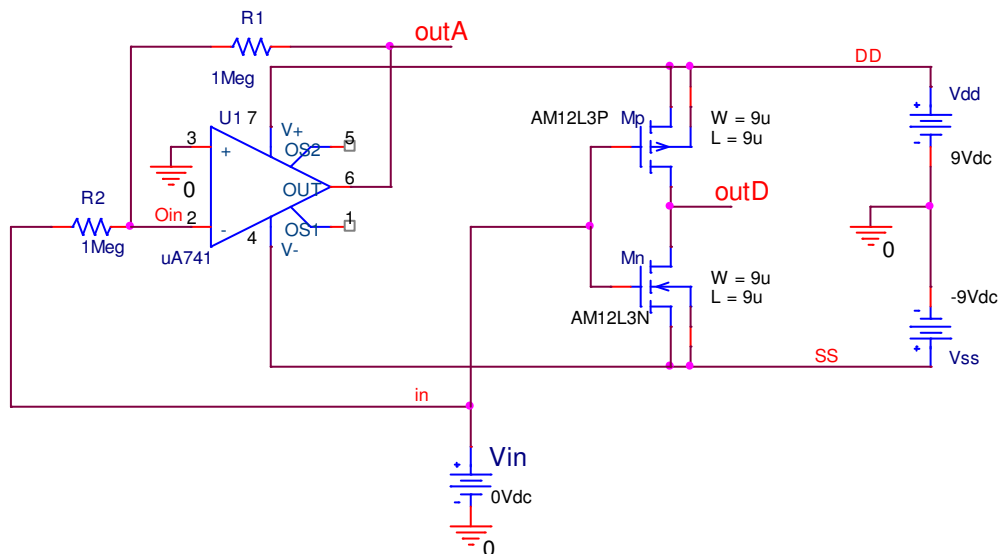 R1
outA
1Meg
DD
U1
7
V+
OS2
5
3
+
0
OUT
6
R2
Oin
2
-
1Meg
uA741
4
OS1
1
V-
AM12L3P
Mp
W = 9u
L = 9u
outD
Mn
W = 9u
L = 9u
AM12L3N
+
Vdd
-
9Vdc
0
-9Vdc
-
+
Vss
SS
in
Vin
+
0Vdc
-
0